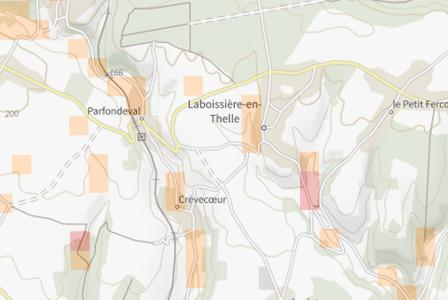 166
Parfondeval
Laboissière-en-
Thelle
le Petit Ferco
200
Crèvecœur